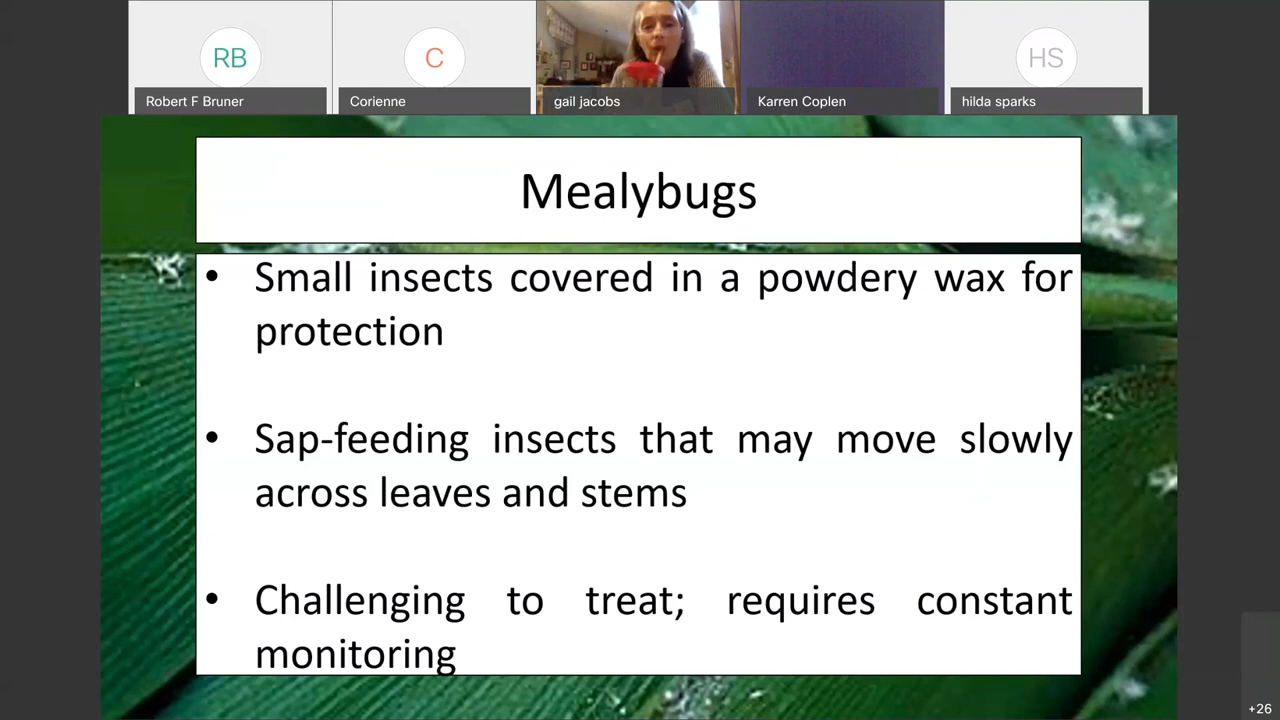 RB
C
HS
Robert F Bruner
Corienne
gail jacobs
Karren Coplen
hilda sparks
Mealybugs
• Small insects covered in a powdery wax for
protection
• Sap-feeding insects that may move slowly
across leaves and stems
• Challenging to treat; requires constant
monitoring
+26